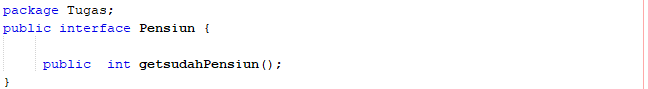 package Tugas;
public interface Pensiun {
public  int getsudahPensiun();
}